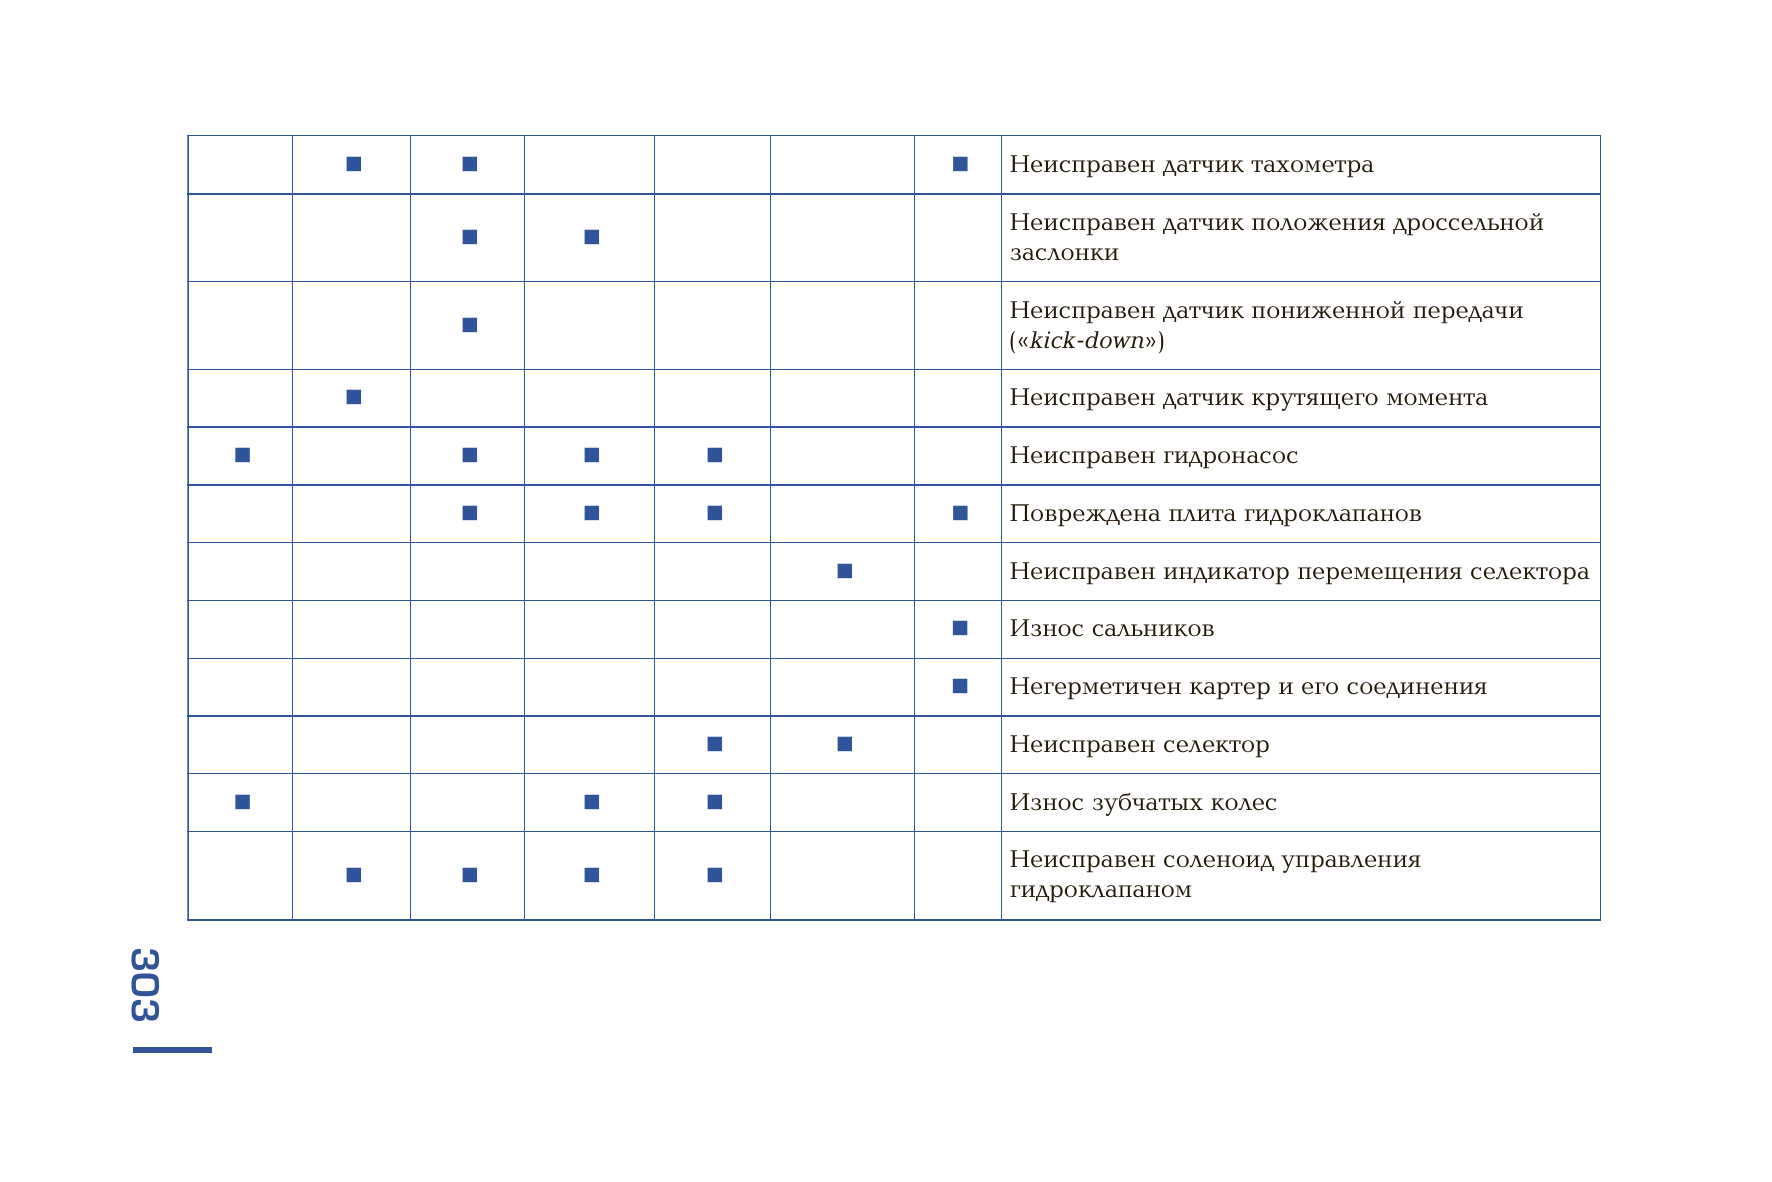 ■ ■ ■ Неисправен датчик тахометра
■ ■ Неисправен датчик положения дроссельной
заслонки
■ Неисправен датчик пониженной передачи
(«kick-down»)
■ Неисправен датчик крутящего момента
■ ■ ■ ■ Неисправен гидронасос
■ ■ ■ ■ Повреждена плита гидроклапанов
■ Неисправен индикатор перемещения селектора
■ Износ сальников
■ Негерметичен картер и его соединения
■ ■ Неисправен селектор
■ ■ ■ Износ зубчатых колес
■ ■ ■ ■ Неисправен соленоид управления
гидроклапаном
303